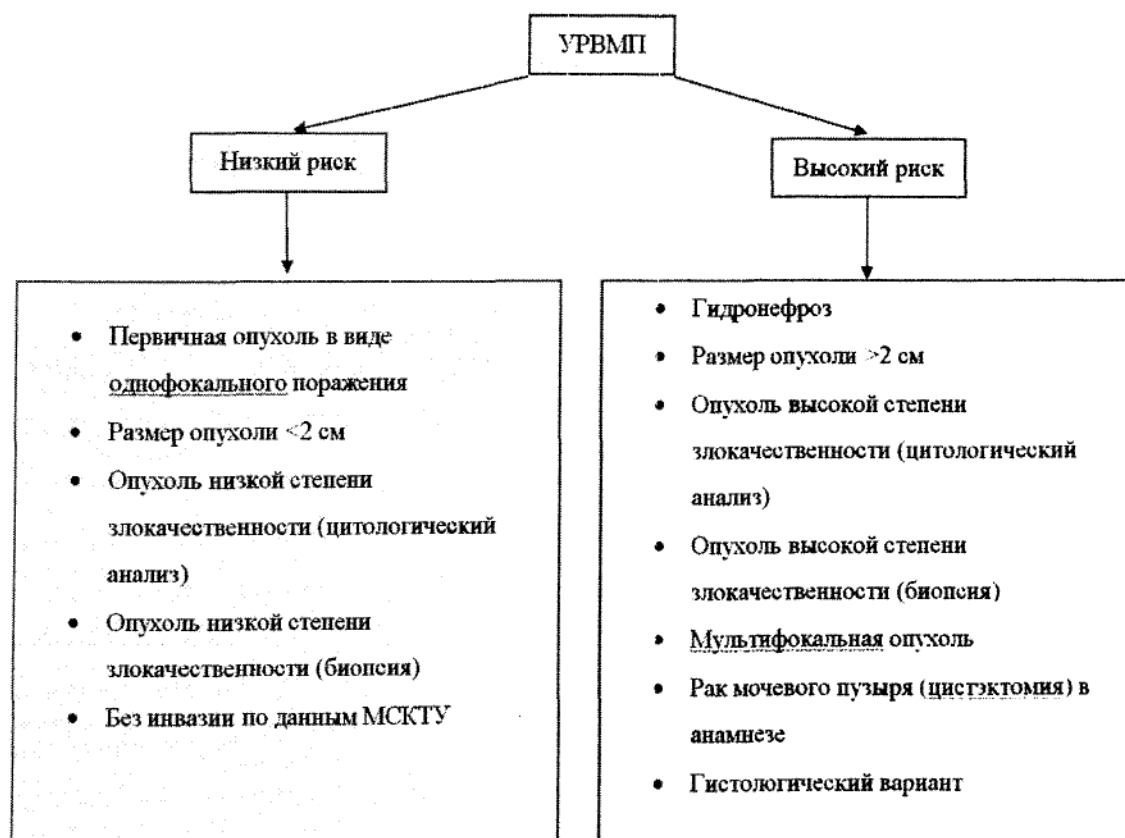 УРВМП
Низкий риск
Высокий риск
• Первичная опухоль в виде
однофокального поражения
• Размер опухоли <2 см
• Опухоль низкой степени
злокачественности (цитологический
анализ)
• Опухоль низкой степени
злокачественности (биопсия)
• Без инвазии по данным МСКТУ
• Гидронефроз
• Размер опухоли >2 см
• Опухоль высокой степени
злокачественности (цитологический
анализ)
• Опухоль высокой степени
злокачественности (биопсия)
• Мультифокальная опухоль
• Рак мочевого пузыря (цистэктомия) в
анамнезе
• Гистологический вариант